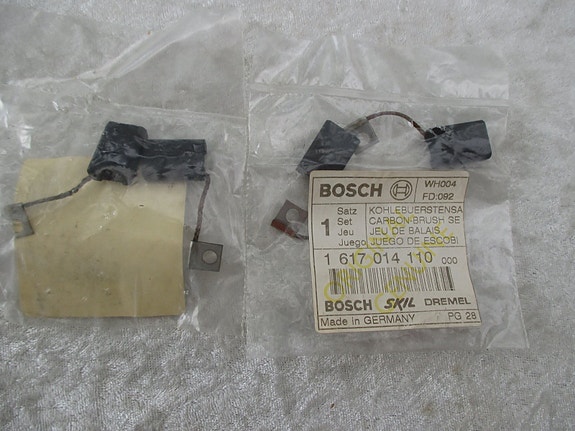 BOSCH WH004
FD:092
1 Satz KOHLEBUERSTENSA
Set CARBON-BRUSH SE
Jeu JEU DE BALAIS
Juego JUEGO DE ESCOBI
1 617 014 110 000
BOSCH SKIL DREMEL
Made in GERMANY PG 28